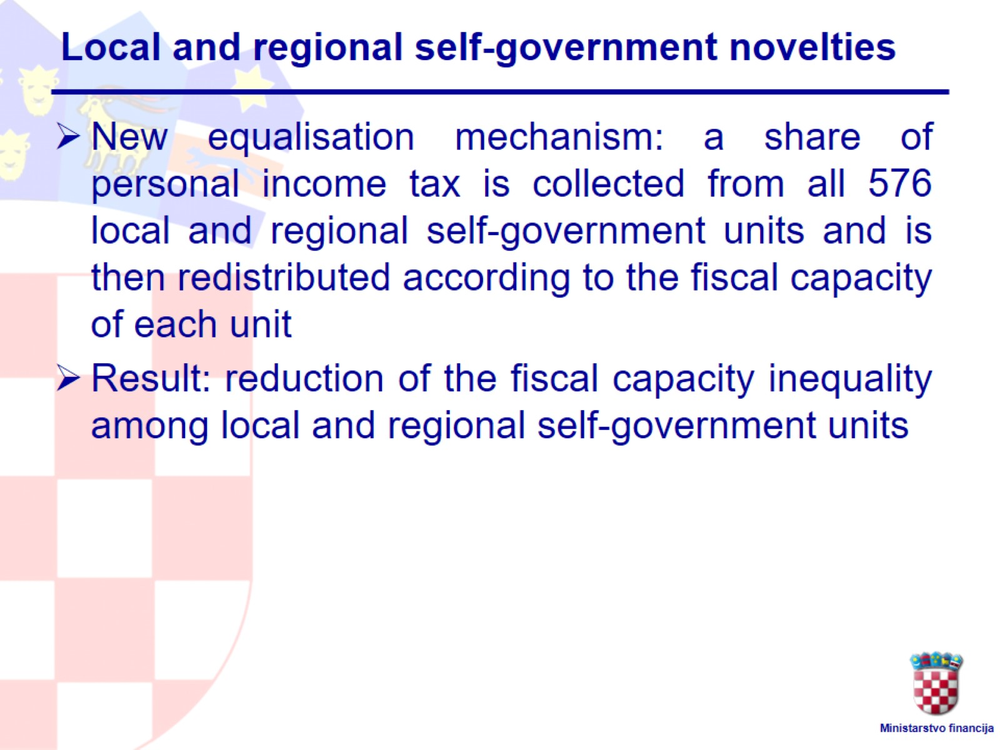 Local and regional self-government novelties
New equalisation mechanism: a share of
personal income tax is collected from all 576
local and regional self-government units and is
then redistributed according to the fiscal capacity
of each unit
Result: reduction of the fiscal capacity inequality
among local and regional self-government units
Ministarstvo financija